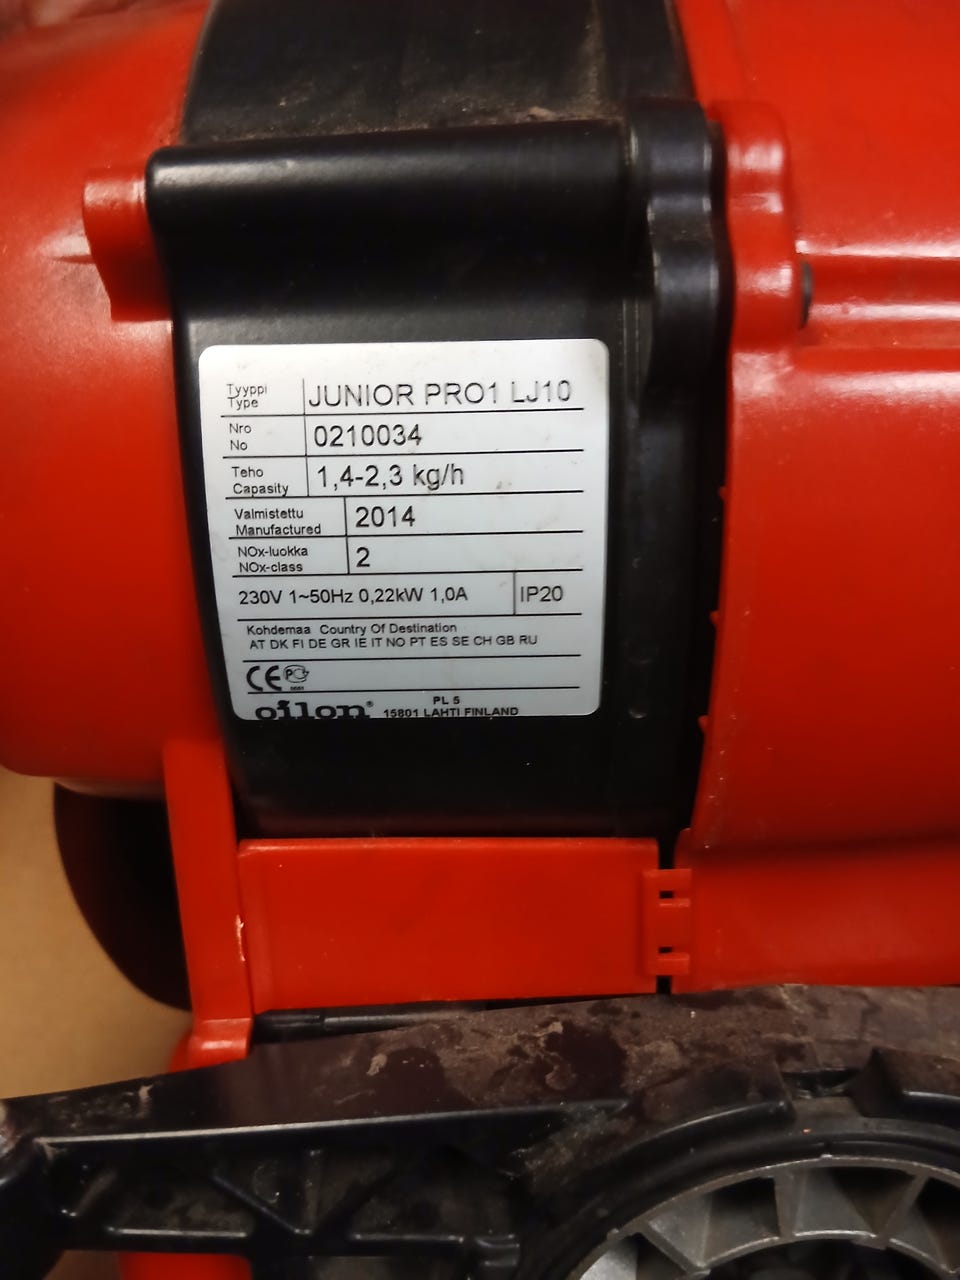 Tyyppi
Type
JUNIOR PRO1 LJ10
Nro
No
0210034
Teho
Capasity
1,4-2,3 kg/h
Valmistettu
Manufactured
2014
NOx-luokka
NOx-class
2
230V 1~50Hz 0,22kW 1,0A
IP20
Kohdemaa Country Of Destination
AT DK FI DE GR IE IT NO PT ES SE CH GB RU
CE
oilon®
PL 5
15801 LAHTI FINLAND